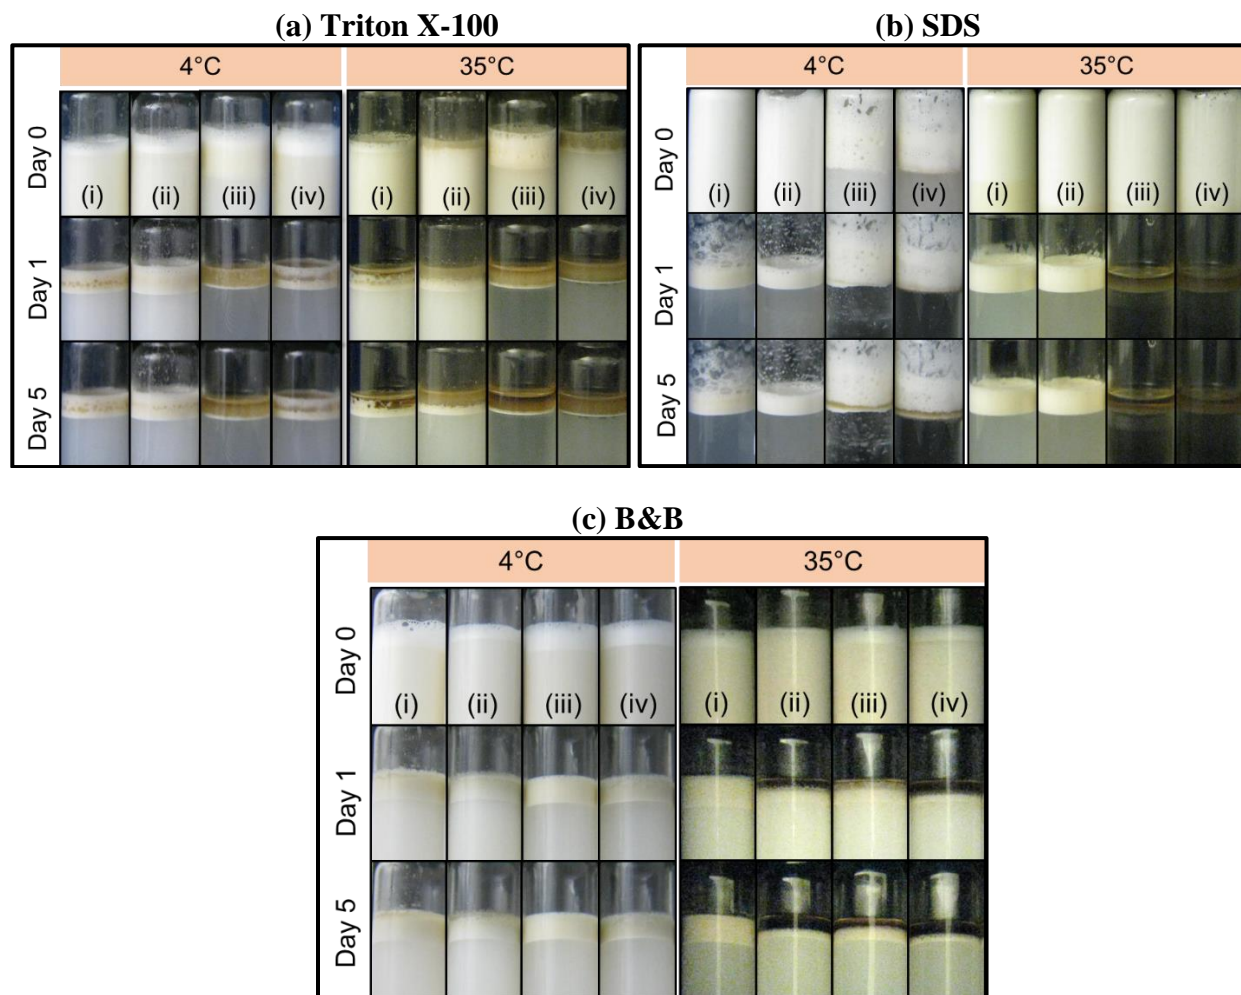 (a) Triton X-100
4°C 35°C
Day 0
(i) (ii) (iii) (iv) (i) (ii) (iii) (iv)
Day 1
Day 5
(b) SDS
4°C 35°C
Day 0
(i) (ii) (iii) (iv) (i) (ii) (iii) (iv)
Day 1
Day 5
(c) B&B
4°C 35°C
Day 0
(i) (ii) (iii) (iv) (i) (ii) (iii) (iv)
Day 1
Day 5